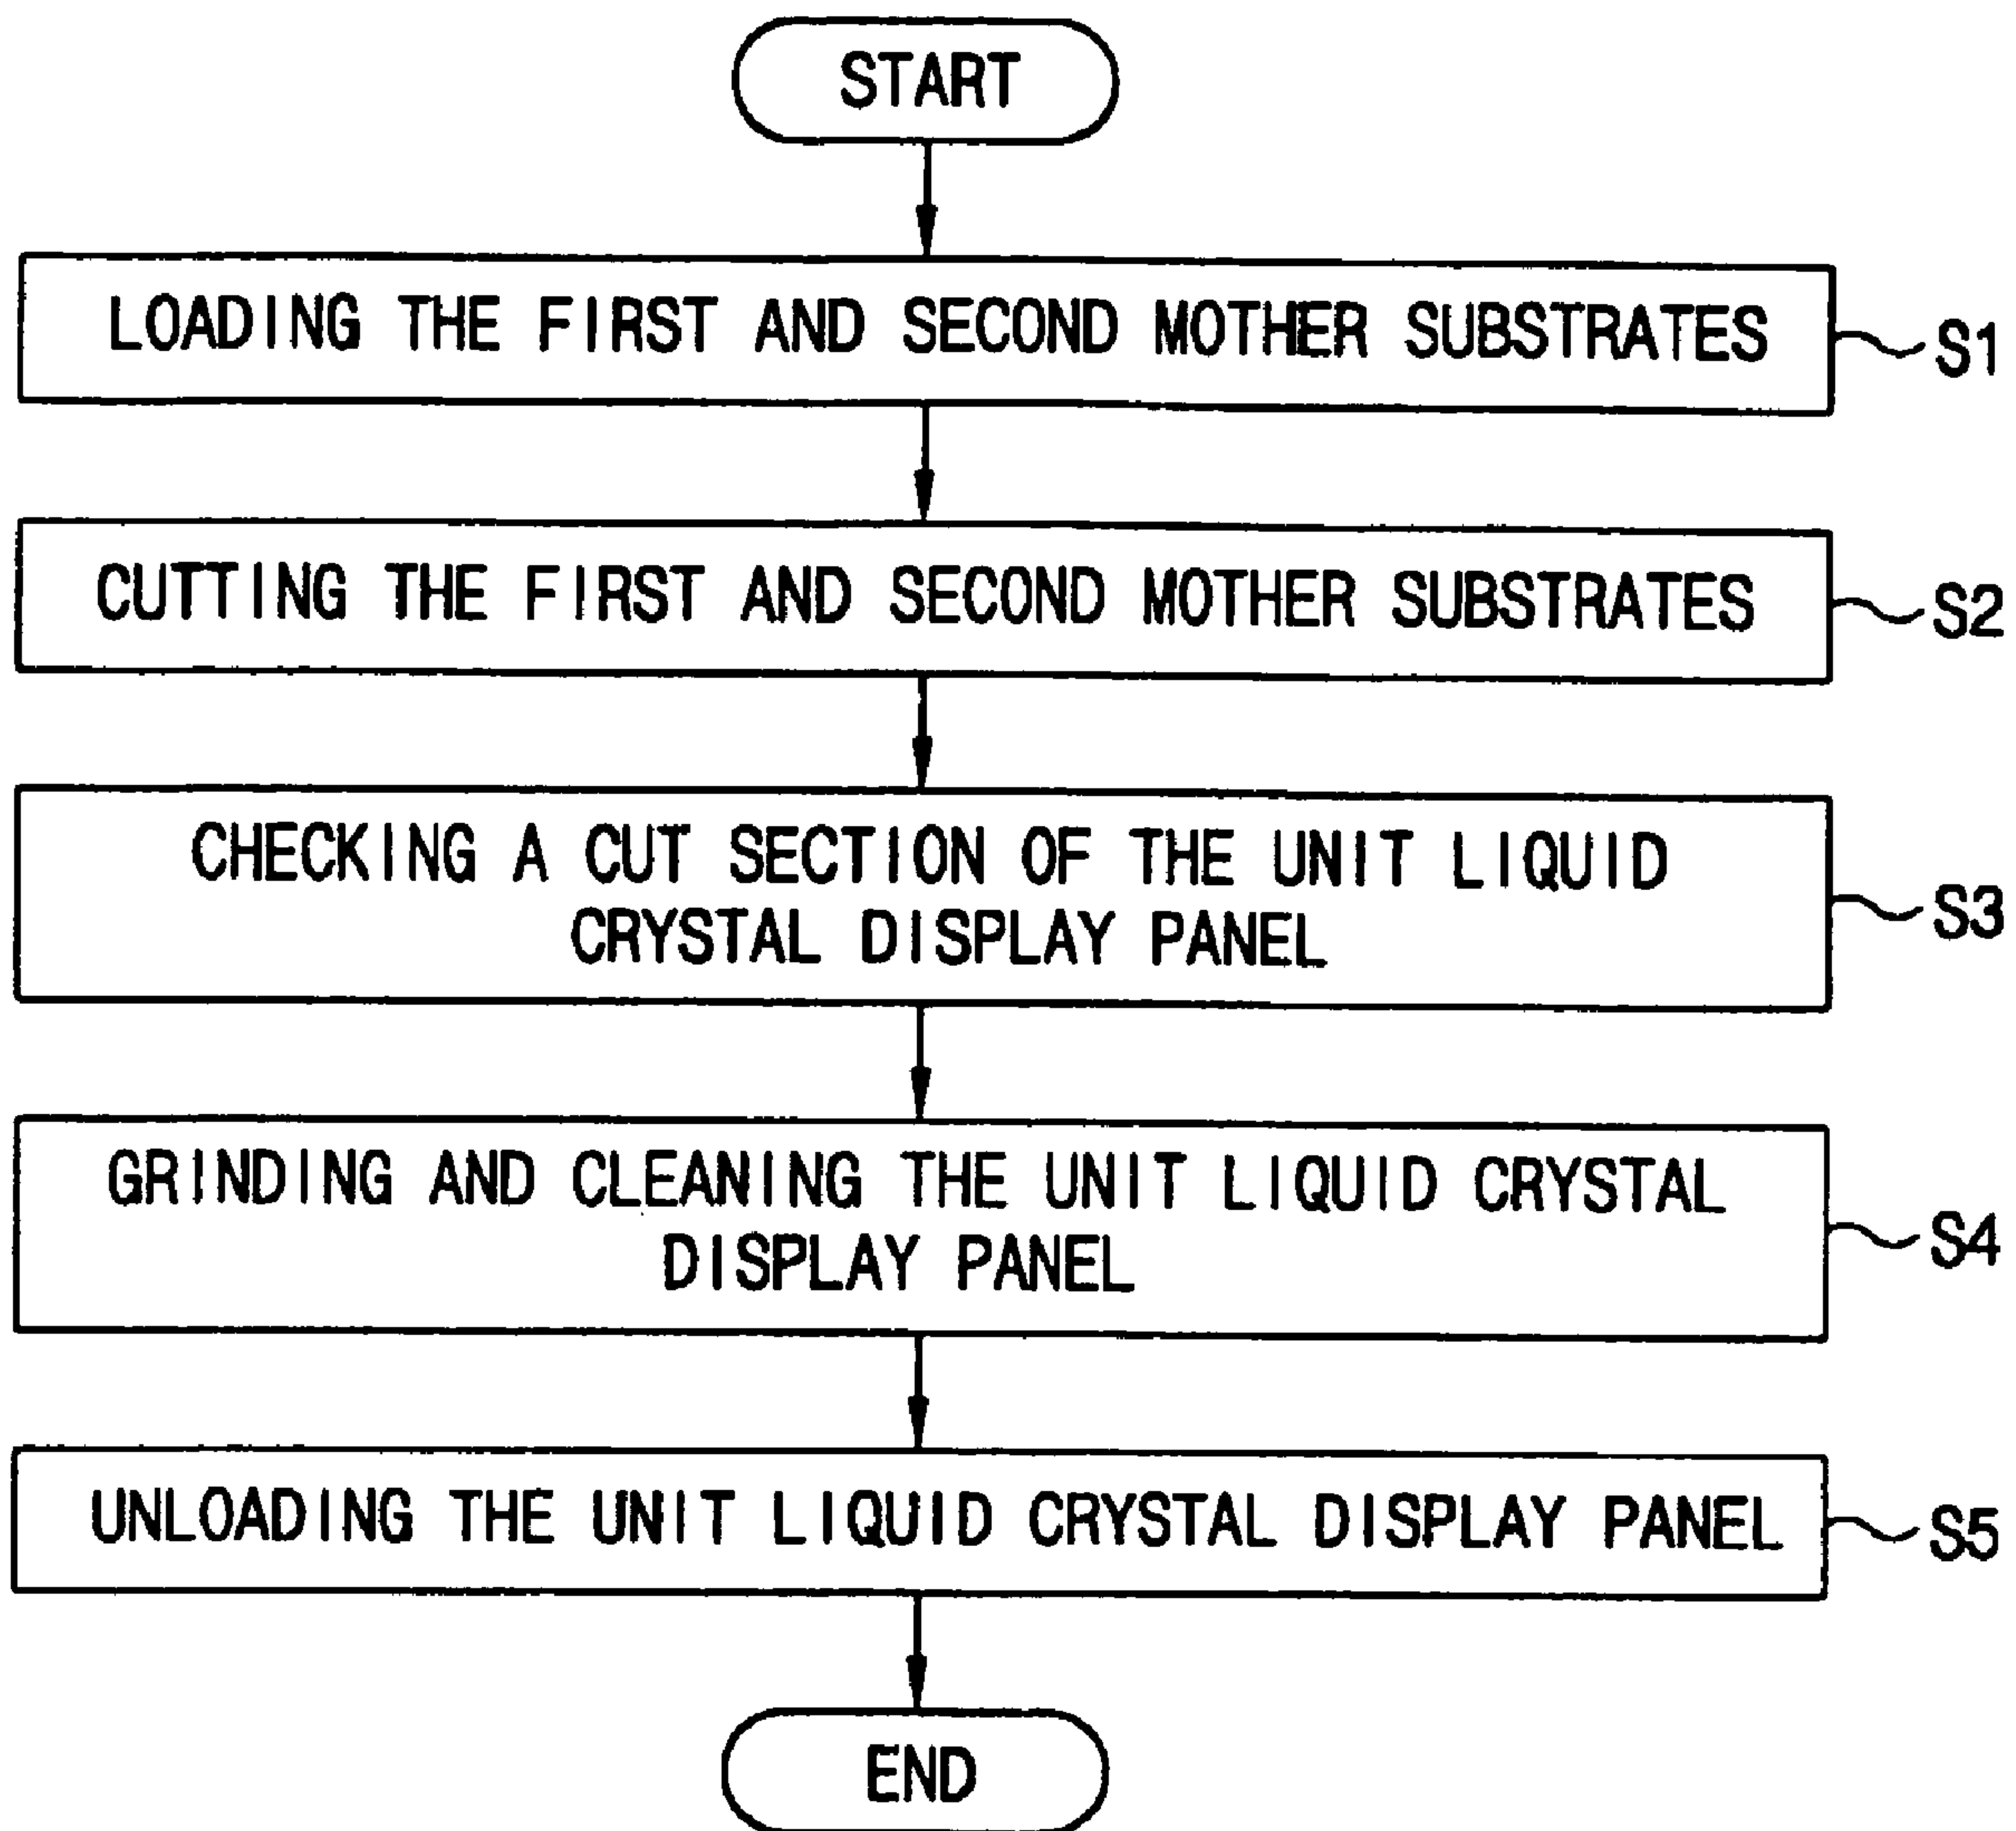 START
LOADING THE FIRST AND SECOND MOTHER SUBSTRATES
S1
CUTTING THE FIRST AND SECOND MOTHER SUBSTRATES
S2
CHECKING A CUT SECTION OF THE UNIT LIQUID
CRYSTAL DISPLAY PANEL
S3
GRINDING AND CLEANING THE UNIT LIQUID CRYSTAL
DISPLAY PANEL
S4
UNLOADING THE UNIT LIQUID CRYSTAL DISPLAY PANEL
S5
END